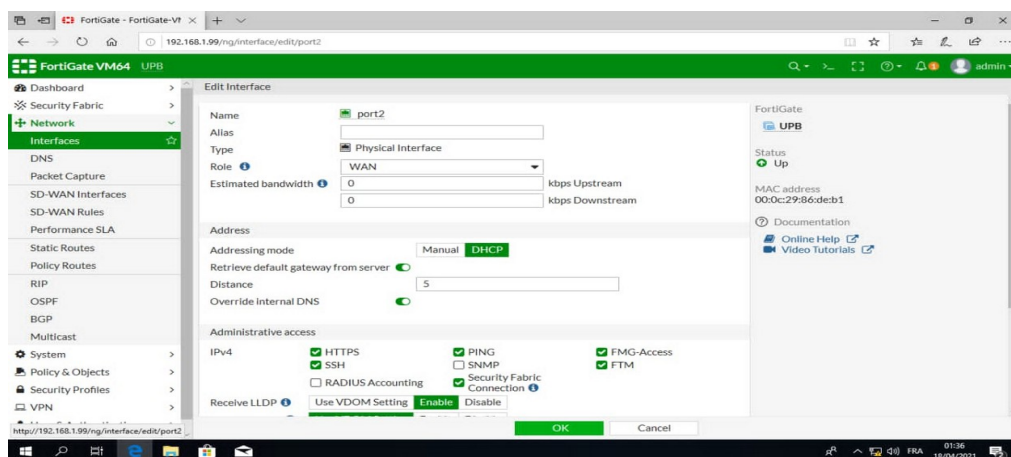 FortiGate - FortiGate-VM
192.168.1.99/ng/interface/edit/port2
FortiGate VM64 UPB
1
admin
Dashboard
Security Fabric
Network
Interfaces
DNS
Packet Capture
SD-WAN Interfaces
SD-WAN Rules
Performance SLA
Static Routes
Policy Routes
RIP
OSPF
BGP
Multicast
System
Policy & Objects
Security Profiles
VPN
http://192.168.1.99/ng/interface/edit/port2
Edit Interface
Name port2
Alias
Type Physical Interface
Role WAN
Estimated bandwidth 0 kbps Upstream
0 kbps Downstream
Address
Addressing mode Manual DHCP
Retrieve default gateway from server
Distance 5
Override internal DNS
Administrative access
IPv4 HTTPS PING FMG-Access
SSH SNMP FTM
RADIUS Accounting Security Fabric
Connection
Receive LLDP Use VDOM Setting Enable Disable
OK Cancel
FortiGate
UPB
Status
Up
MAC address
00:0c:29:86:de:b1
Documentation
Online Help
Video Tutorials
FRA
01:36
18/04/2021